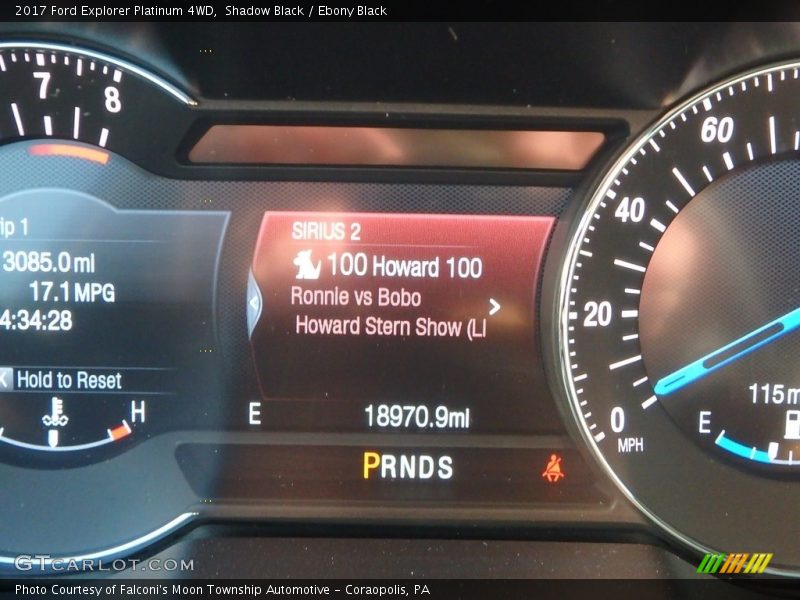 2017 Ford Explorer Platinum 4WD, Shadow Black / Ebony Black
7
8
60
40
20
0
MPH
ip 1
3085.0 mi
17.1 MPG
4:34:28
Hold to Reset
H
SIRIUS 2
100 Howard 100
Ronnie vs Bobo
Howard Stern Show (Li
E
18970.9mi
PRNDS
115m
E
GTCARLOT.COM
Photo Courtesy of Falconi's Moon Township Automotive - Coraopolis, PA